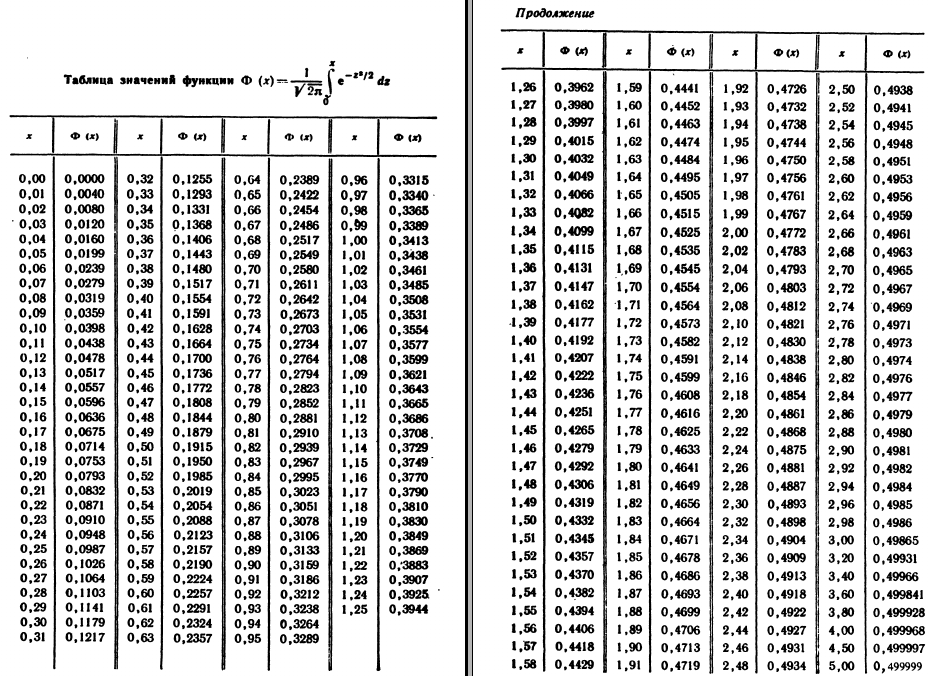 Таблица значений функции Φ (x) = \frac{1}{\sqrt{2π}} \int_0^x e^{-z²/2} dz
x Φ (x) x Φ (x) x Φ (x) x Φ (x)
0,00 0,0000 0,32 0,1255 0,64 0,2389 0,96 0,3315
0,01 0,0040 0,33 0,1293 0,65 0,2422 0,97 0,3340
0,02 0,0080 0,34 0,1331 0,66 0,2454 0,98 0,3365
0,03 0,0120 0,35 0,1368 0,67 0,2486 0,99 0,3389
0,04 0,0160 0,36 0,1406 0,68 0,2517 1,00 0,3413
0,05 0,0199 0,37 0,1443 0,69 0,2549 1,01 0,3438
0,06 0,0239 0,38 0,1480 0,70 0,2580 1,02 0,3461
0,07 0,0279 0,39 0,1517 0,71 0,2611 1,03 0,3485
0,08 0,0319 0,40 0,1554 0,72 0,2642 1,04 0,3508
0,09 0,0359 0,41 0,1591 0,73 0,2673 1,05 0,3531
0,10 0,0398 0,42 0,1628 0,74 0,2703 1,06 0,3554
0,11 0,0438 0,43 0,1664 0,75 0,2734 1,07 0,3577
0,12 0,0478 0,44 0,1700 0,76 0,2764 1,08 0,3599
0,13 0,0517 0,45 0,1736 0,77 0,2794 1,09 0,3621
0,14 0,0557 0,46 0,1772 0,78 0,2823 1,10 0,3643
0,15 0,0596 0,47 0,1808 0,79 0,2852 1,11 0,3665
0,16 0,0636 0,48 0,1844 0,80 0,2881 1,12 0,3686
0,17 0,0675 0,49 0,1879 0,81 0,2910 1,13 0,3708
0,18 0,0714 0,50 0,1915 0,82 0,2939 1,14 0,3729
0,19 0,0753 0,51 0,1950 0,83 0,2967 1,15 0,3749
0,20 0,0793 0,52 0,1985 0,84 0,2995 1,16 0,3770
0,21 0,0832 0,53 0,2019 0,85 0,3023 1,17 0,3790
0,22 0,0871 0,54 0,2054 0,86 0,3051 1,18 0,3810
0,23 0,0910 0,55 0,2088 0,87 0,3078 1,19 0,3830
0,24 0,0948 0,56 0,2123 0,88 0,3106 1,20 0,3849
0,25 0,0987 0,57 0,2157 0,89 0,3133 1,21 0,3869
0,26 0,1026 0,58 0,2190 0,90 0,3159 1,22 0,3883
0,27 0,1064 0,59 0,2224 0,91 0,3186 1,23 0,3907
0,28 0,1103 0,60 0,2257 0,92 0,3212 1,24 0,3925
0,29 0,1141 0,61 0,2291 0,93 0,3238 1,25 0,3944
0,30 0,1179 0,62 0,2324 0,94 0,3264
0,31 0,1217 0,63 0,2357 0,95 0,3289
Продолжение
x Φ (x) x Φ (x) x Φ (x) x Φ (x)
1,26 0,3962 1,59 0,4441 1,92 0,4726 2,50 0,4938
1,27 0,3980 1,60 0,4452 1,93 0,4732 2,52 0,4941
1,28 0,3997 1,61 0,4463 1,94 0,4738 2,54 0,4945
1,29 0,4015 1,62 0,4474 1,95 0,4744 2,56 0,4948
1,30 0,4032 1,63 0,4484 1,96 0,4750 2,58 0,4951
1,31 0,4049 1,64 0,4495 1,97 0,4756 2,60 0,4953
1,32 0,4066 1,65 0,4505 1,98 0,4761 2,62 0,4956
1,33 0,4082 1,66 0,4515 1,99 0,4767 2,64 0,4959
1,34 0,4099 1,67 0,4525 2,00 0,4772 2,66 0,4961
1,35 0,4115 1,68 0,4535 2,02 0,4783 2,68 0,4963
1,36 0,4131 1,69 0,4545 2,04 0,4793 2,70 0,4965
1,37 0,4147 1,70 0,4554 2,06 0,4803 2,72 0,4967
1,38 0,4162 1,71 0,4564 2,08 0,4812 2,74 0,4969
1,39 0,4177 1,72 0,4573 2,10 0,4821 2,76 0,4971
1,40 0,4192 1,73 0,4582 2,12 0,4830 2,78 0,4973
1,41 0,4207 1,74 0,4591 2,14 0,4838 2,80 0,4974
1,42 0,4222 1,75 0,4599 2,16 0,4846 2,82 0,4976
1,43 0,4236 1,76 0,4608 2,18 0,4854 2,84 0,4977
1,44 0,4251 1,77 0,4616 2,20 0,4861 2,86 0,4979
1,45 0,4265 1,78 0,4625 2,22 0,4868 2,88 0,4980
1,46 0,4279 1,79 0,4633 2,24 0,4875 2,90 0,4981
1,47 0,4292 1,80 0,4641 2,26 0,4881 2,92 0,4982
1,48 0,4306 1,81 0,4649 2,28 0,4887 2,94 0,4984
1,49 0,4319 1,82 0,4656 2,30 0,4893 2,96 0,4985
1,50 0,4332 1,83 0,4664 2,32 0,4898 2,98 0,4986
1,51 0,4345 1,84 0,4671 2,34 0,4904 3,00 0,49865
1,52 0,4357 1,85 0,4678 2,36 0,4909 3,20 0,49931
1,53 0,4370 1,86 0,4686 2,38 0,4913 3,40 0,49966
1,54 0,4382 1,87 0,4693 2,40 0,4918 3,60 0,499841
1,55 0,4394 1,88 0,4699 2,42 0,4922 3,80 0,499928
1,56 0,4406 1,89 0,4706 2,44 0,4927 4,00 0,499968
1,57 0,4418 1,90 0,4713 2,46 0,4931 4,50 0,499997
1,58 0,4429 1,91 0,4719 2,48 0,4934 5,00 0,499999